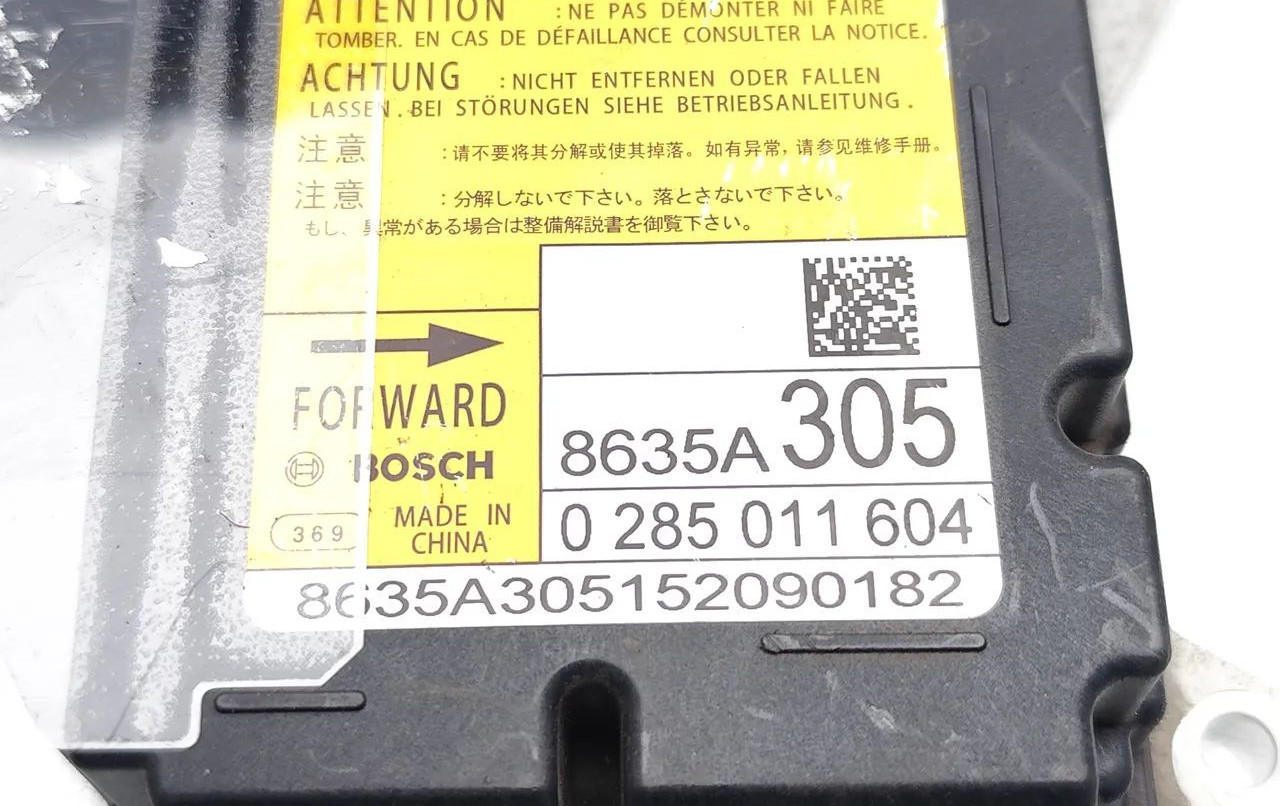 ATTENTION : NE PAS DÉMONTER NI FAIRE
TOMBER. EN CAS DE DÉFAILLANCE CONSULTER LA NOTICE.
ACHTUNG : NICHT ENTFERNEN ODER FALLEN
LASSEN. BEI STÖRUNGEN SIEHE BETRIEBSANLEITUNG.
注意 : 请不要将其分解或使其掉落。如有异常, 请参见维修手册。
注意 : 分解しないで下さい。落とさないで下さい。
もし、異常がある場合は整備解説書を御覧下さい。
FORWARD
BOSCH
369
MADE IN
CHINA
8635A 305
0 285 011 604
8635A305152090182